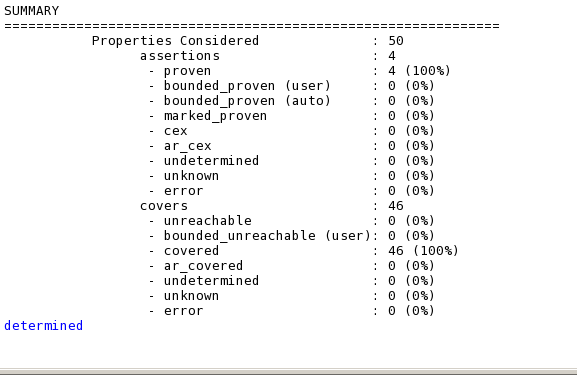 SUMMARY
==============================================================
Properties Considered : 50
assertions : 4
- proven : 4 (100%)
- bounded_proven (user) : 0 (0%)
- bounded_proven (auto) : 0 (0%)
- marked_proven : 0 (0%)
- cex : 0 (0%)
- ar_cex : 0 (0%)
- undetermined : 0 (0%)
- unknown : 0 (0%)
- error : 0 (0%)
covers : 46
- unreachable : 0 (0%)
- bounded_unreachable (user): 0 (0%)
- covered : 46 (100%)
- ar_covered : 0 (0%)
- undetermined : 0 (0%)
- unknown : 0 (0%)
- error : 0 (0%)
determined